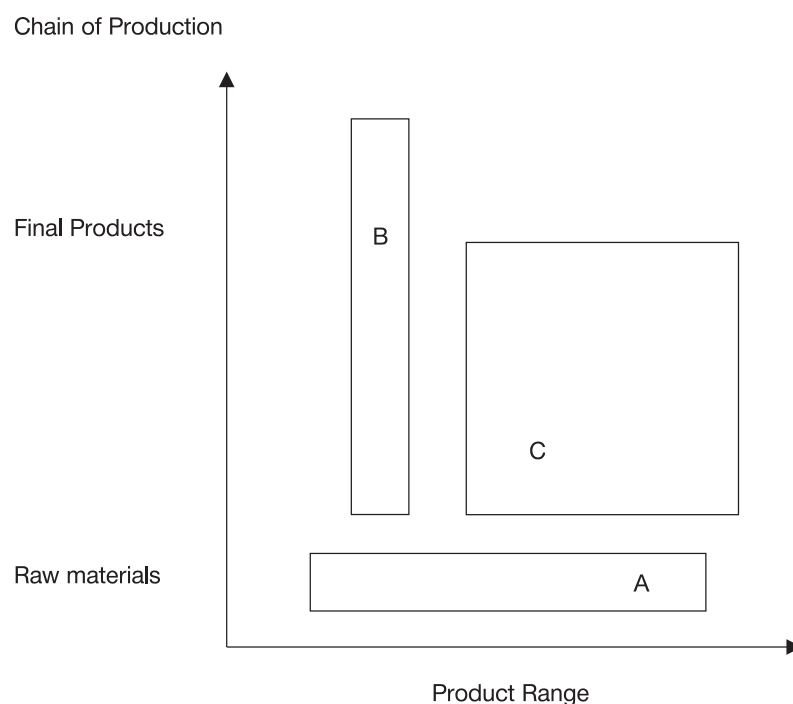 Chain of Production
Final Products
B
C
Raw materials
A
Product Range